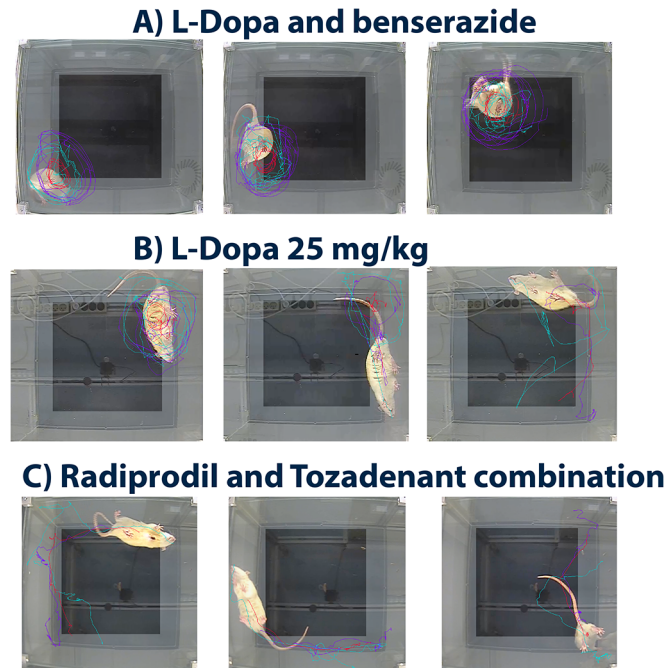 A) L-Dopa and benserazide
B) L-Dopa 25 mg/kg
C) Radiprodil and Tozadenant combination